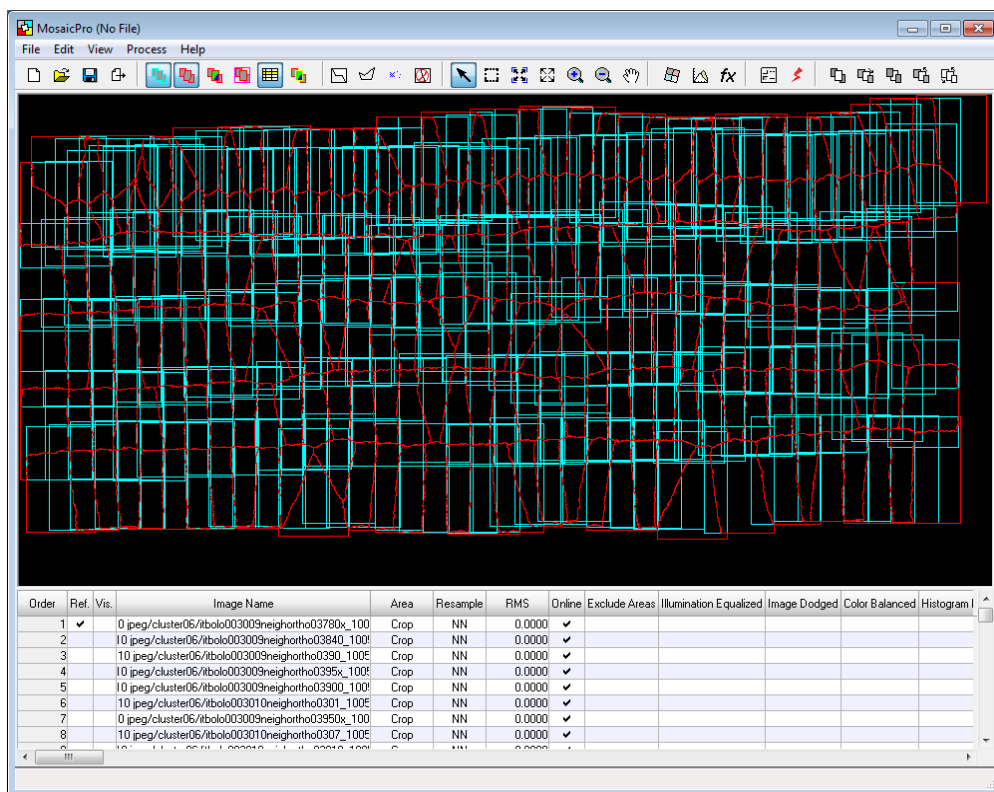 MosaicPro (No File)
File Edit View Process Help
Order Ref. Vis. Image Name Area Resample RMS Online Exclude Areas Illumination Equalized Image Dodged Color Balanced Histogram
1 0 jpeg/cluster06/itbolo003009neighortho03780x_100 Crop NN 0.0000
2 10 jpeg/cluster06/itbolo003009neighortho03840_100 Crop NN 0.0000
3 10 jpeg/cluster06/itbolo003009neighortho0390_1005 Crop NN 0.0000
4 10 jpeg/cluster06/itbolo003009neighortho0395x_100 Crop NN 0.0000
5 10 jpeg/cluster06/itbolo003009neighortho03900_100 Crop NN 0.0000
6 10 jpeg/cluster06/itbolo003010neighortho0301_1005 Crop NN 0.0000
7 0 jpeg/cluster06/itbolo003009neighortho03950x_100 Crop NN 0.0000
8 10 jpeg/cluster06/itbolo003010neighortho0307_1005 Crop NN 0.0000